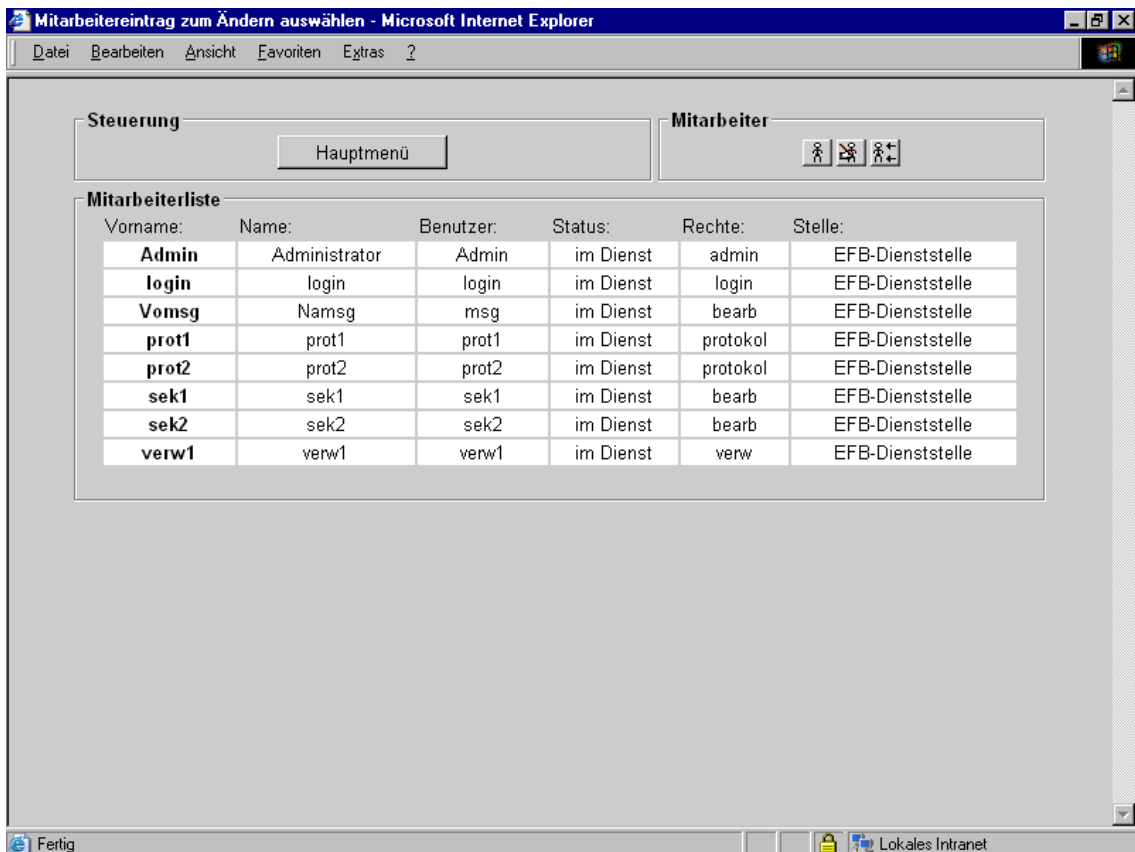 Mitarbeitereintrag zum Ändern auswählen - Microsoft Internet Explorer
Datei Bearbeiten Ansicht Favoriten Extras ?
Steuerung Mitarbeiter
Hauptmenü
Mitarbeiterliste
Vorname: Name: Benutzer: Status: Rechte: Stelle:
Admin Administrator Admin im Dienst admin EFB-Dienststelle
login login login im Dienst login EFB-Dienststelle
Vomsg Namsg msg im Dienst bearb EFB-Dienststelle
prot1 prot1 prot1 im Dienst protokol EFB-Dienststelle
prot2 prot2 prot2 im Dienst protokol EFB-Dienststelle
sek1 sek1 sek1 im Dienst bearb EFB-Dienststelle
sek2 sek2 sek2 im Dienst bearb EFB-Dienststelle
verw1 verw1 verw1 im Dienst verw EFB-Dienststelle
Fertig Lokales Intranet